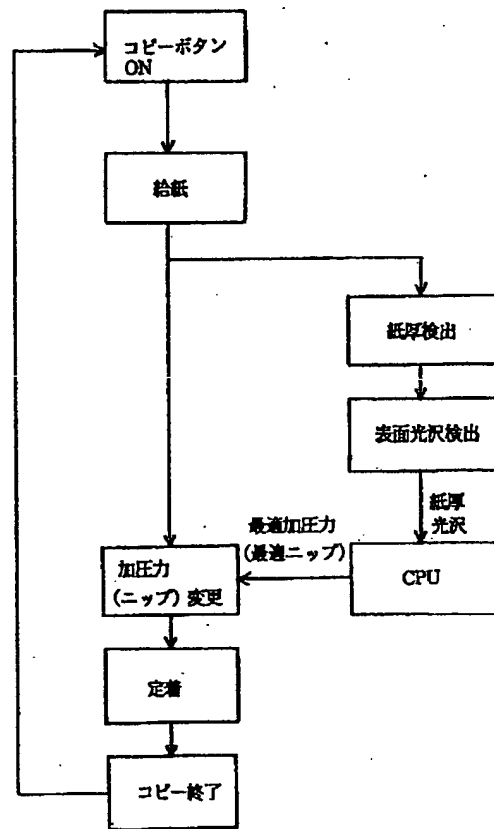 コピーボタン
ON
給紙
紙厚検出
表面光沢検出
紙厚
光沢
最適加圧力
(最適ニップ)
CPU
加圧力
(ニップ) 変更
定着
コピー終了